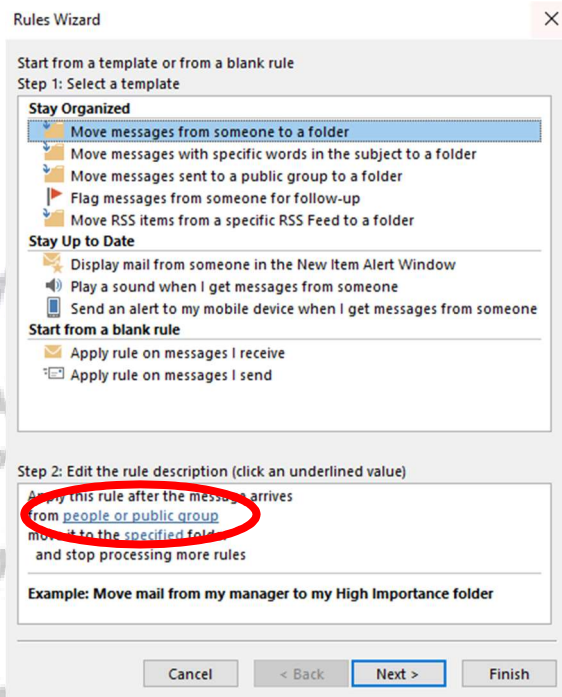 Rules Wizard
Start from a template or from a blank rule
Step 1: Select a template
Stay Organized
Move messages from someone to a folder
Move messages with specific words in the subject to a folder
Move messages sent to a public group to a folder
Flag messages from someone for follow-up
Move RSS items from a specific RSS Feed to a folder
Stay Up to Date
Display mail from someone in the New Item Alert Window
Play a sound when I get messages from someone
Send an alert to my mobile device when I get messages from someone
Start from a blank rule
Apply rule on messages I receive
Apply rule on messages I send
Step 2: Edit the rule description (click an underlined value)
Apply this rule after the message arrives
from people or public group
move it to the specified folder
and stop processing more rules
Example: Move mail from my manager to my High Importance folder
Cancel < Back Next > Finish